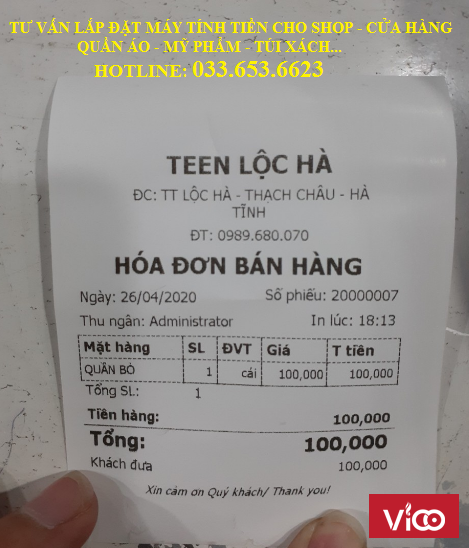 TƯ VẤN LẮP ĐẶT MÁY TÍNH TIỀN CHO SHOP - CỬA HÀNG
QUẦN ÁO - MỸ PHẨM - TÚI XÁCH...
HOTLINE: 033.653.6623
TEEN LỘC HÀ
ĐC: TT LỘC HÀ - THẠCH CHÂU - HÀ
TĨNH
ĐT: 0989.680.070
HÓA ĐƠN BÁN HÀNG
Ngày: 26/04/2020 Số phiếu: 20000007
Thu ngân: Administrator In lúc: 18:13
Mặt hàng SL ĐVT Giá T tiền
QUẦN BÒ 1 cái 100,000 100,000
Tổng SL: 1
Tiền hàng: 100,000
Tổng: 100,000
Khách đưa 100,000
Xin cảm ơn Quý khách/ Thank you!
Vico